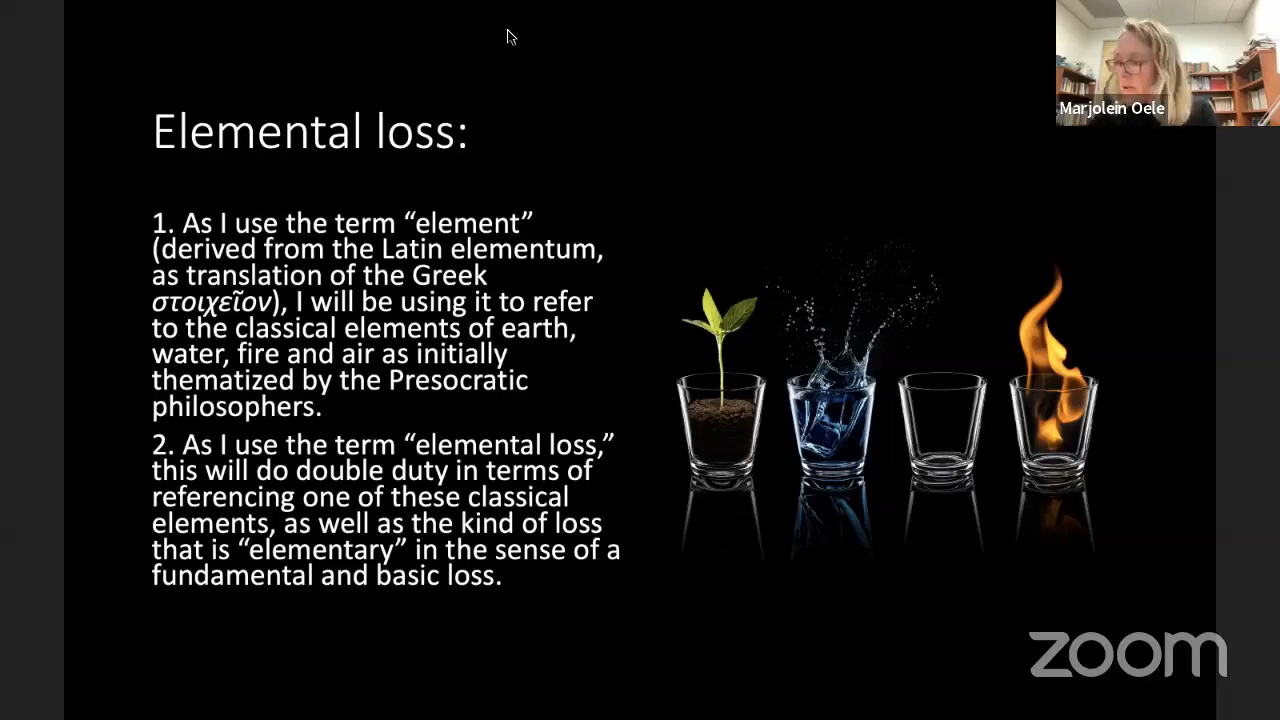 Marjolein Oele
Elemental loss:
1. As I use the term “element”
(derived from the Latin elementum,
as translation of the Greek
στοιχεῖον), I will be using it to refer
to the classical elements of earth,
water, fire and air as initially
thematized by the Presocratic
philosophers.
2. As I use the term “elemental loss,”
this will do double duty in terms of
referencing one of these classical
elements, as well as the kind of loss
that is “elementary” in the sense of a
fundamental and basic loss.
zoom